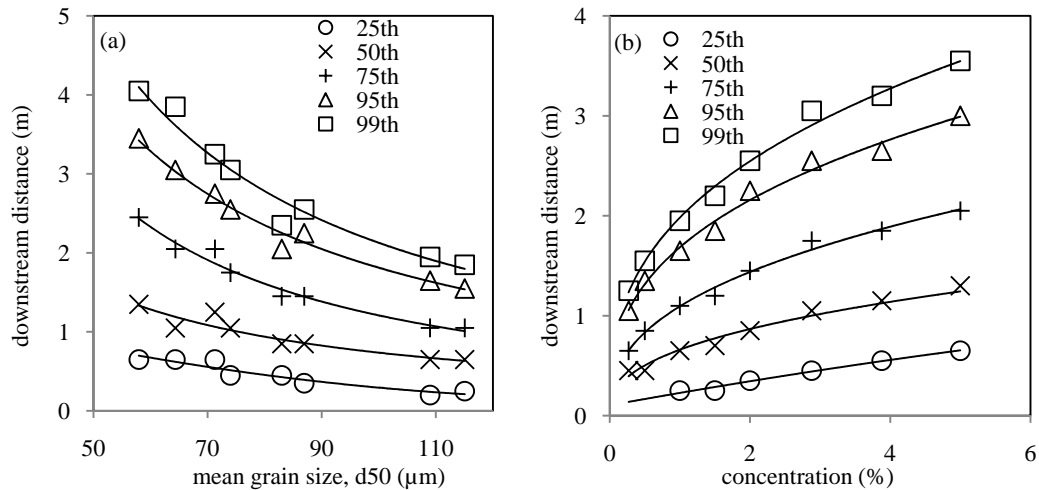 (a)
25th
50th
75th
95th
99th
5
4
3
2
1
0
50 70 90 110
downstream distance (m)
mean grain size, d50 (µm)
(b)
25th
50th
75th
95th
99th
4
3
2
1
0
0 2 4 6
downstream distance (m)
concentration (%)